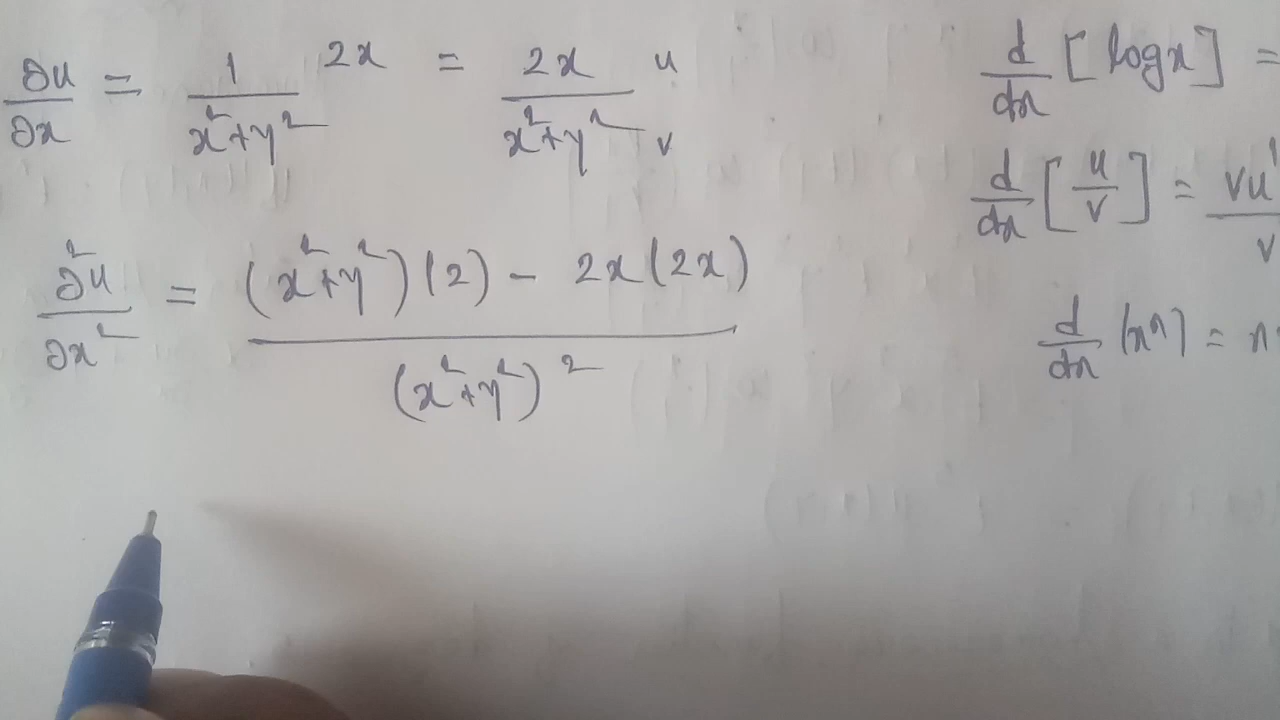 ∂u/∂x = 1/(x²+y²) 2x = 2x/(x²+y²) u v
∂²u/∂x² = ((x²+y²)(2) - 2x(2x))/(x²+y²)²
d/dx [logx] =
d/dx [u/v] = vu'/v
d/dx (xⁿ) = n